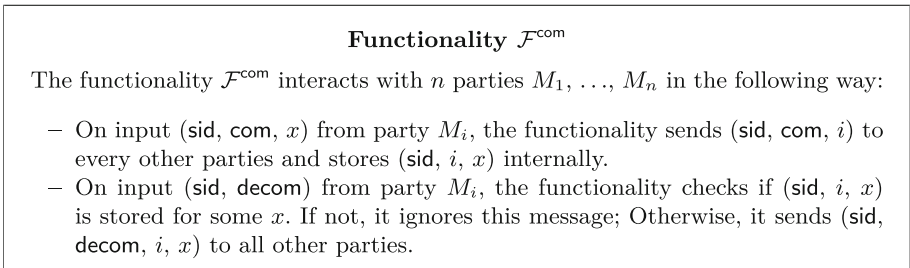 Functionality 𝓕^com
The functionality 𝓕^com interacts with n parties M₁, ..., Mₙ in the following way:
– On input (sid, com, x) from party Mᵢ, the functionality sends (sid, com, i) to
every other parties and stores (sid, i, x) internally.
– On input (sid, decom) from party Mᵢ, the functionality checks if (sid, i, x)
is stored for some x. If not, it ignores this message; Otherwise, it sends (sid,
decom, i, x) to all other parties.